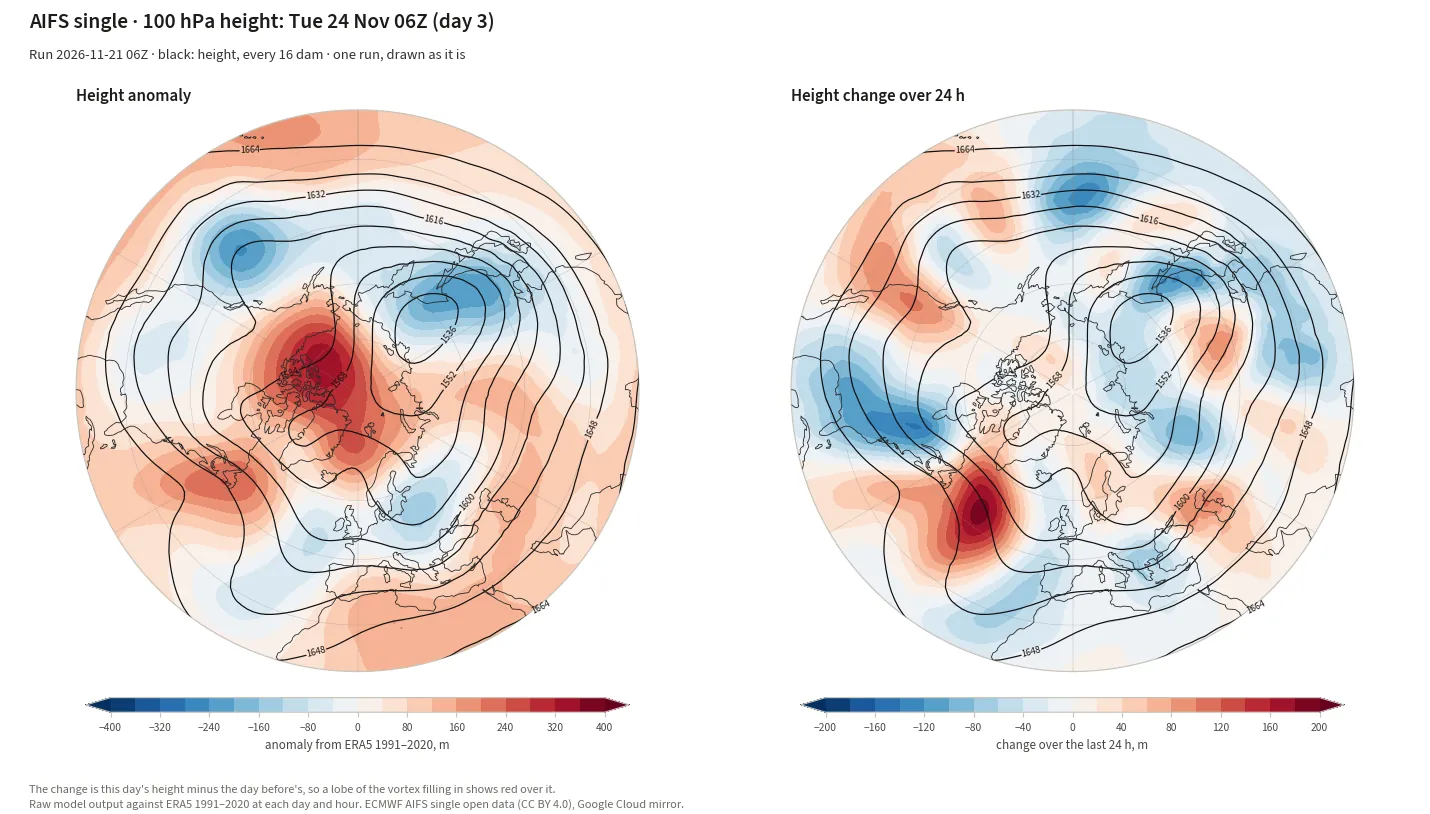 AIFS single · 100 hPa height: Tue 24 Nov 06Z (day 3)
Run 2026-11-21 06Z · black: height, every 16 dam · one run, drawn as it is
Height anomaly
Height change over 24 h
1664
1632
1616
1536
1552
1568
1600
1648
1664
1648
1664
1632
1616
1536
1552
1568
1600
1648
1664
1648
−400 −320 −240 −160 −80 0 80 160 240 320 400
anomaly from ERA5 1991–2020, m
−200 −160 −120 −80 −40 0 40 80 120 160 200
change over the last 24 h, m
The change is this day's height minus the day before's, so a lobe of the vortex filling in shows red over it.
Raw model output against ERA5 1991–2020 at each day and hour. ECMWF AIFS single open data (CC BY 4.0), Google Cloud mirror.